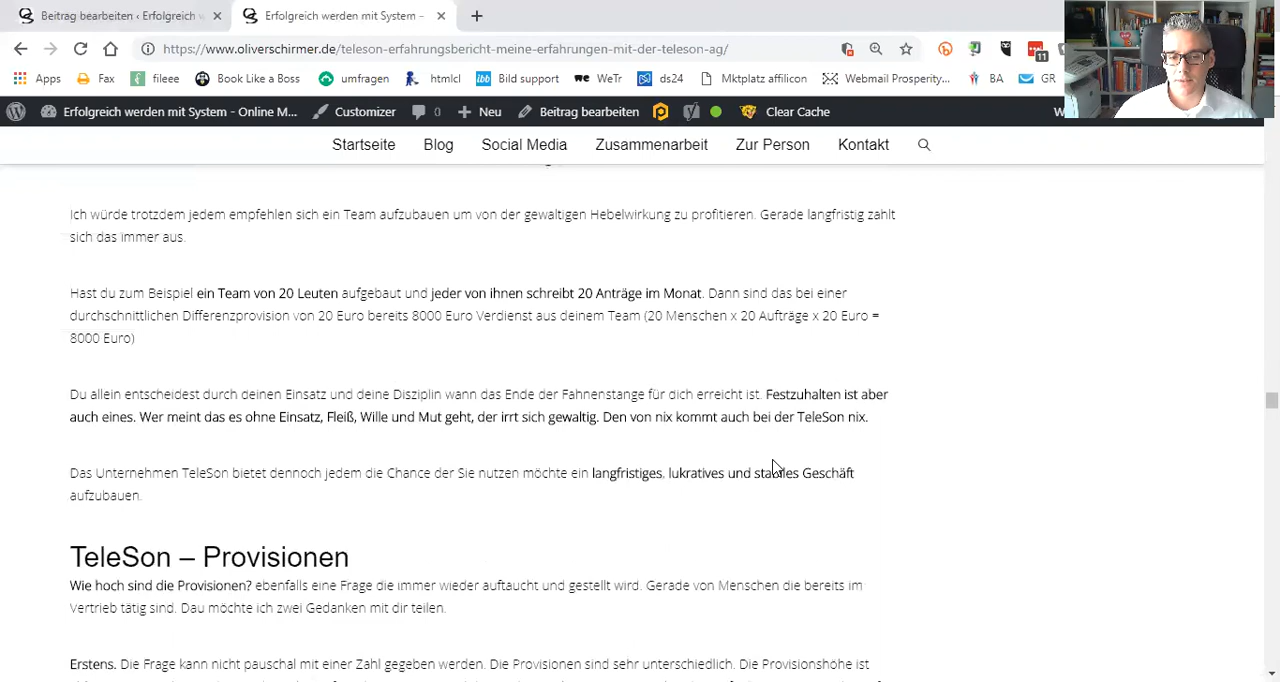 Beitrag bearbeiten ‹ Erfolgreich
Erfolgreich werden mit System –
https://www.oliverschirmer.de/teleson-erfahrungsbericht-meine-erfahrungen-mit-der-teleson-ag/
11
Apps Fax fileee Book Like a Boss umfragen htmlcl Bild support WeTr ds24 Mktplatz affilicon Webmail Prosperity... BA GR
Erfolgreich werden mit System - Online M... Customizer 0 Neu Beitrag bearbeiten Clear Cache
Startseite Blog Social Media Zusammenarbeit Zur Person Kontakt
Ich würde trotzdem jedem empfehlen sich ein Team aufzubauen um von der gewaltigen Hebelwirkung zu profitieren. Gerade langfristig zahlt
sich das immer aus.
Hast du zum Beispiel ein Team von 20 Leuten aufgebaut und jeder von ihnen schreibt 20 Anträge im Monat. Dann sind das bei einer
durchschnittlichen Differenzprovision von 20 Euro bereits 8000 Euro Verdienst aus deinem Team (20 Menschen x 20 Aufträge x 20 Euro =
8000 Euro)
Du allein entscheidest durch deinen Einsatz und deine Disziplin wann das Ende der Fahnenstange für dich erreicht ist. Festzuhalten ist aber
auch eines. Wer meint das es ohne Einsatz, Fleiß, Wille und Mut geht, der irrt sich gewaltig. Den von nix kommt auch bei der TeleSon nix.
Das Unternehmen TeleSon bietet dennoch jedem die Chance der Sie nutzen möchte ein langfristiges, lukratives und stabiles Geschäft
aufzubauen.
TeleSon – Provisionen
Wie hoch sind die Provisionen? ebenfalls eine Frage die immer wieder auftaucht und gestellt wird. Gerade von Menschen die bereits im
Vertrieb tätig sind. Dau möchte ich zwei Gedanken mit dir teilen.
Erstens. Die Frage kann nicht pauschal mit einer Zahl gegeben werden. Die Provisionen sind sehr unterschiedlich. Die Provisionshöhe ist